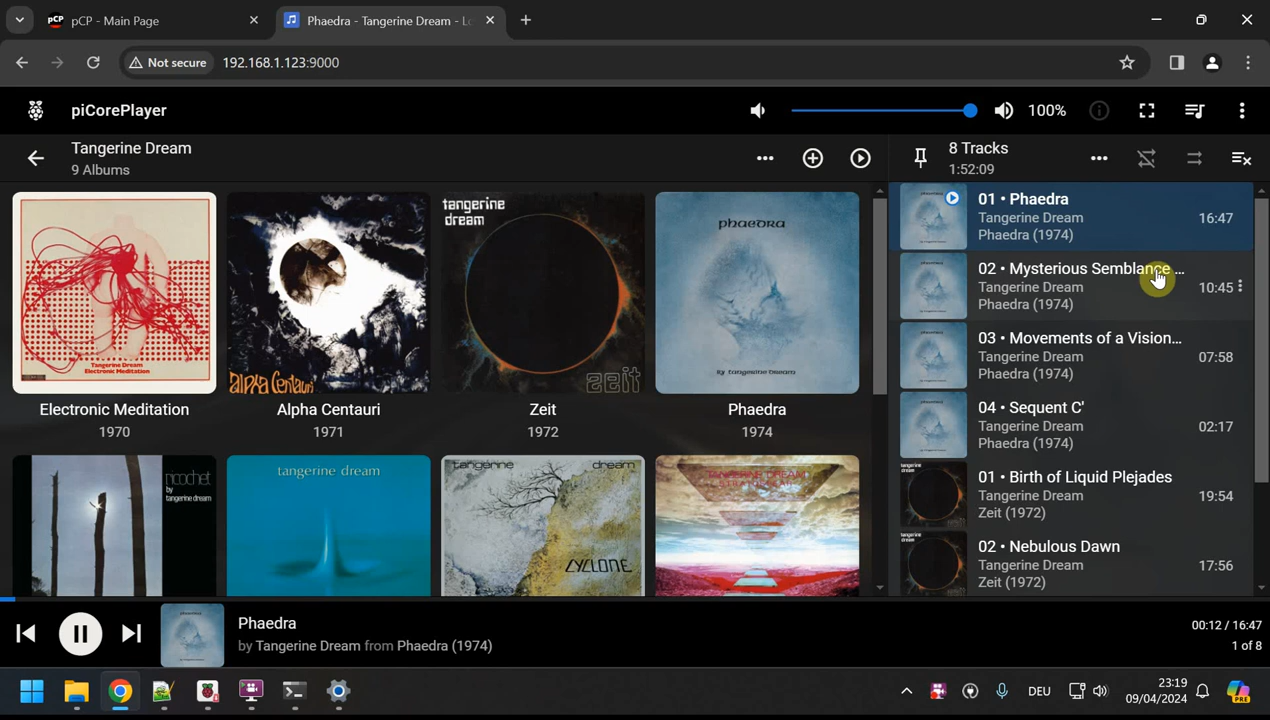 pCP - Main Page
Phaedra - Tangerine Dream - L
Not secure
192.168.1.123:9000
piCorePlayer
100%
Tangerine Dream
9 Albums
8 Tracks
1:52:09
tangerine
dream
zeit
phaedra
by tangerine dream
Tangerine Dream
Electronic Meditation
alpha Centauri
Electronic Meditation
1970
Alpha Centauri
1971
Zeit
1972
Phaedra
1974
ricochet
by
tangerine dream
tangerine dream
tangerine dream
CYCLONE
01 • Phaedra
Tangerine Dream
Phaedra (1974)
16:47
02 • Mysterious Semblance ...
Tangerine Dream
Phaedra (1974)
10:45
03 • Movements of a Vision...
Tangerine Dream
Phaedra (1974)
07:58
04 • Sequent C'
Tangerine Dream
Phaedra (1974)
02:17
01 • Birth of Liquid Plejades
Tangerine Dream
Zeit (1972)
19:54
02 • Nebulous Dawn
Tangerine Dream
Zeit (1972)
17:56
Phaedra
by Tangerine Dream from Phaedra (1974)
00:12 / 16:47
1 of 8
DEU
23:19
09/04/2024
PRE